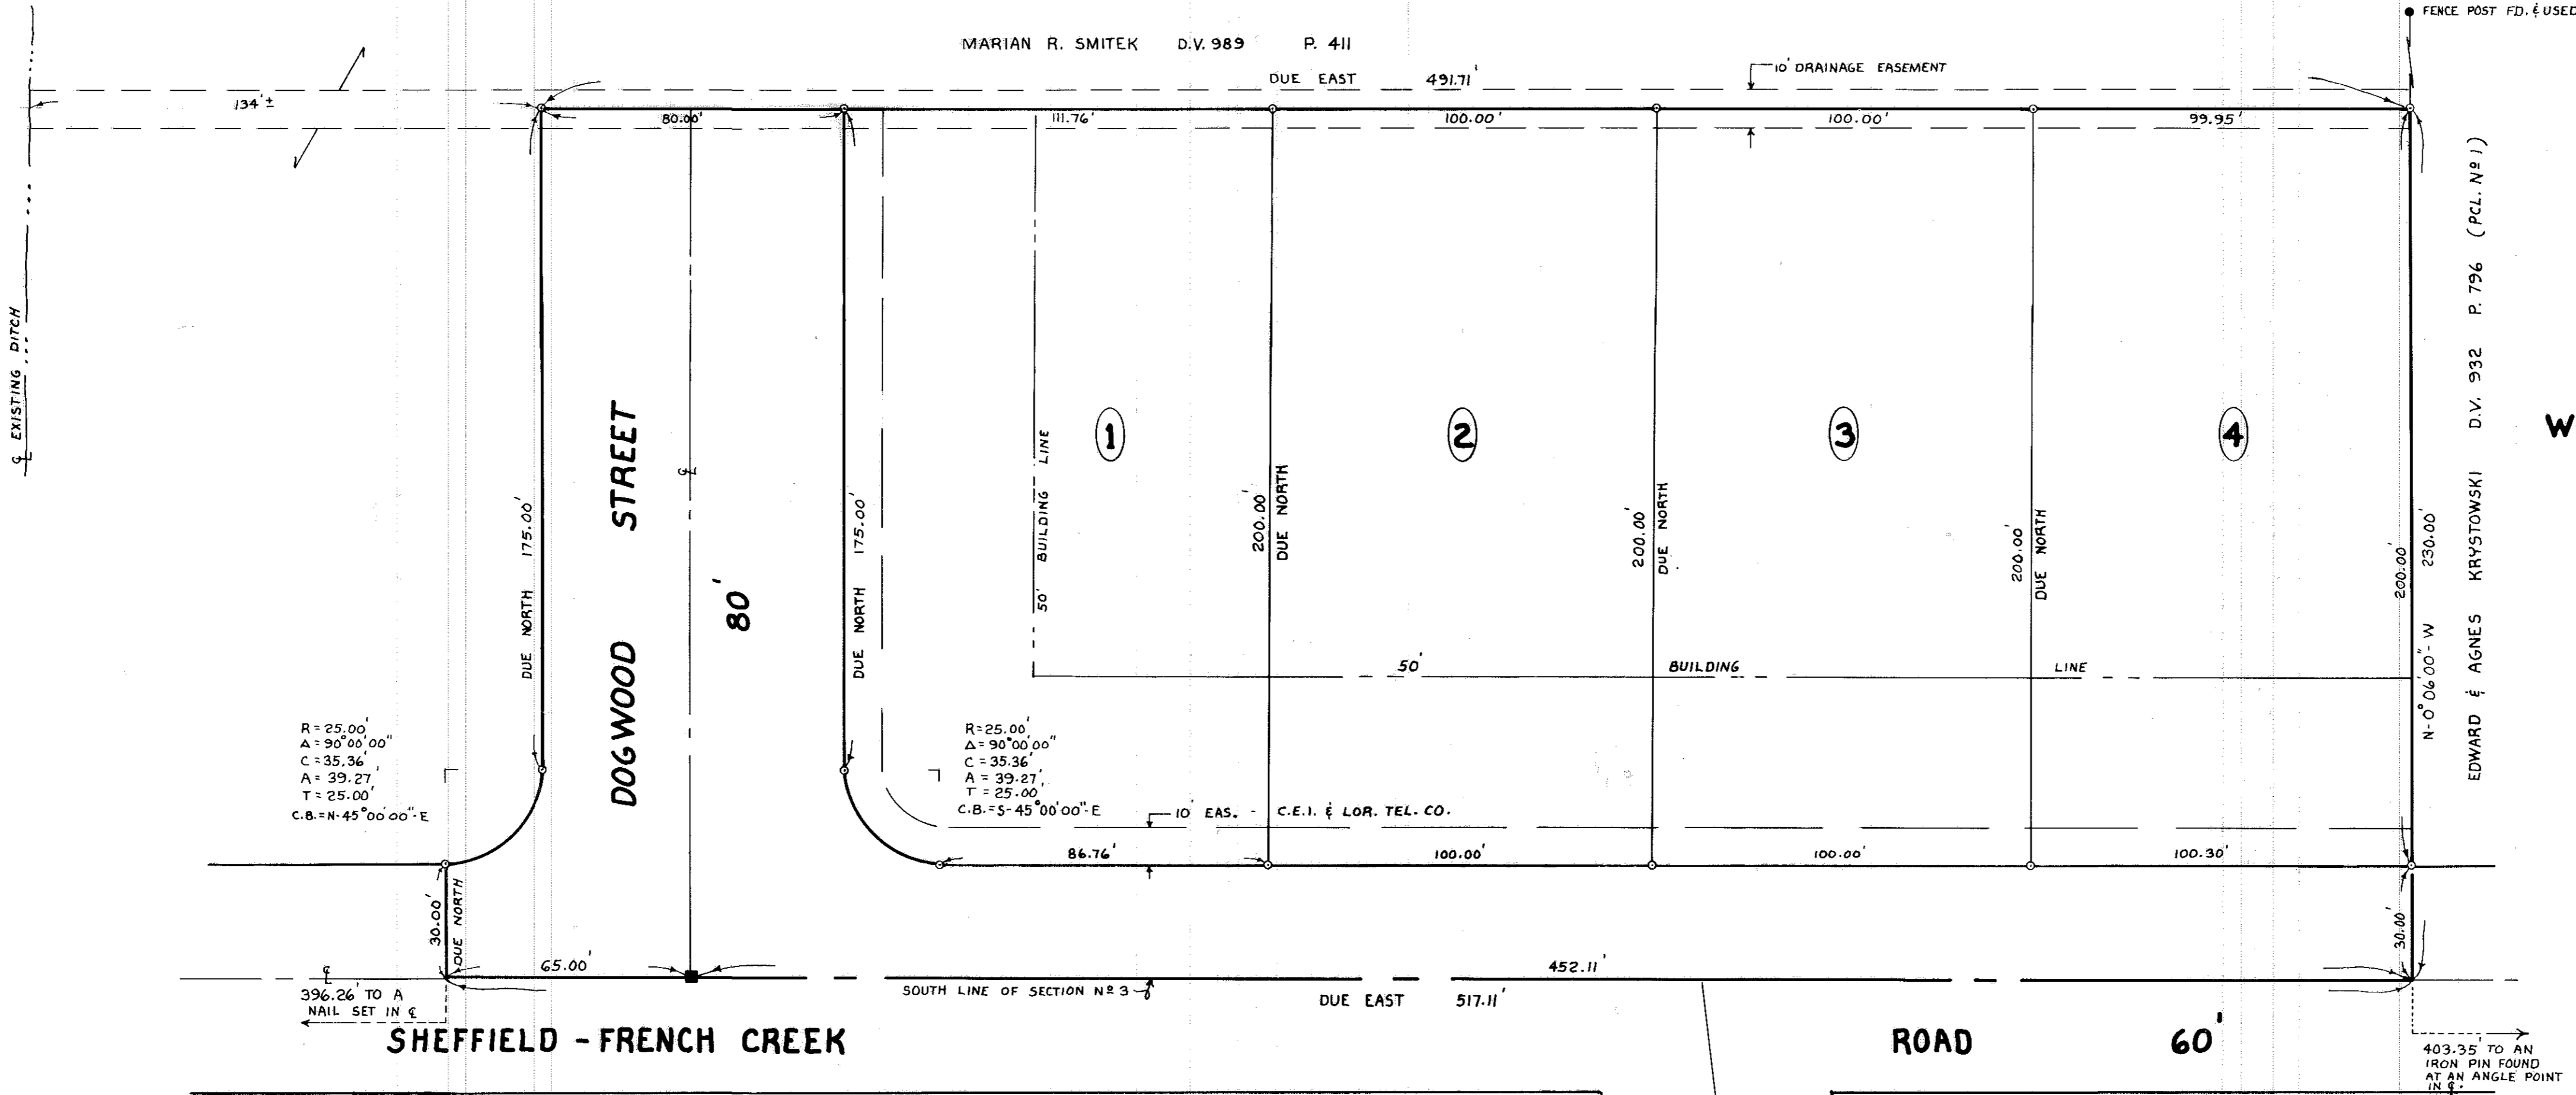 FENCE POST FD. & USED
MARIAN R. SMITEK D.V. 989 P. 411
DUE EAST 491.71'
10' DRAINAGE EASEMENT
134'±
80.00'
111.76'
100.00'
100.00'
99.95'
℄ EXISTING DITCH
DUE NORTH 175.00'
DOGWOOD STREET
℄
80'
DUE NORTH 175.00'
50' BUILDING LINE
1
2
3
4
200.00'
DUE NORTH
200.00'
DUE NORTH
200.00'
DUE NORTH
200.00'
N-0°06'00"-W 230.00'
EDWARD & AGNES KRYSTOWSKI D.V. 932 P. 796 (PCL. Nº 1)
W
50' BUILDING LINE
R=25.00'
Δ=90°00'00"
C=35.36'
A=39.27'
T=25.00'
C.B.=N-45°00'00"-E
R=25.00'
Δ=90°00'00"
C=35.36'
A=39.27'
T=25.00'
C.B.=S-45°00'00"-E
10' EAS. - C.E.I. & LOR. TEL. CO.
86.76'
100.00'
100.00'
100.30'
30.00'
DUE NORTH
30.00'
65.00'
452.11'
℄
396.26' TO A
NAIL SET IN ℄
SOUTH LINE OF SECTION Nº 3
DUE EAST 517.11'
SHEFFIELD - FRENCH CREEK ROAD 60'
403.35' TO AN
IRON PIN FOUND
AT AN ANGLE POINT
IN ℄.